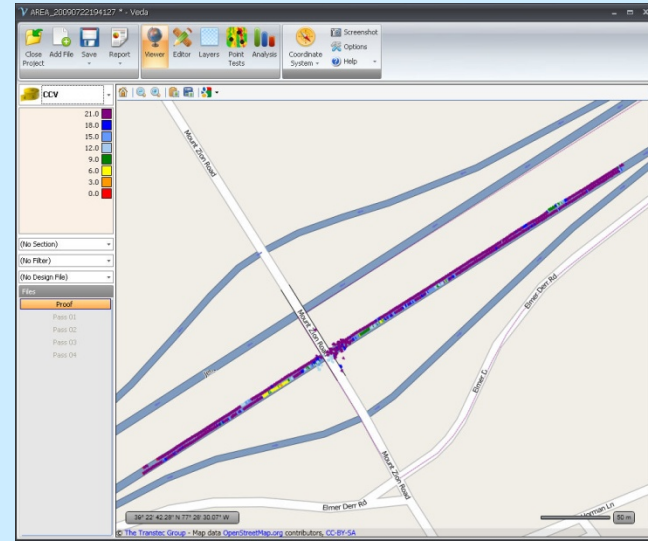 AREA_20090722194127 * - Veda
Close Project
Add File
Save
Report
Viewer
Editor
Layers
Point Tests
Analysis
Coordinate System
Screenshot
Options
Help
CCV
21.0
18.0
15.0
12.0
9.0
6.0
3.0
0.0
(No Section)
(No Filter)
(No Design File)
Files
Proof
Pass 01
Pass 02
Pass 03
Pass 04
Mount Zion Road
Mount Zion Road
Elmer Derr Rd
Elmer D
Mount Zion Road
Elmer Derr Rd
Horman Ln
39° 22' 42.28" N 77° 28' 30.07" W
50 m
© The Transtec Group - Map data OpenStreetMap.org contributors, CC-BY-SA